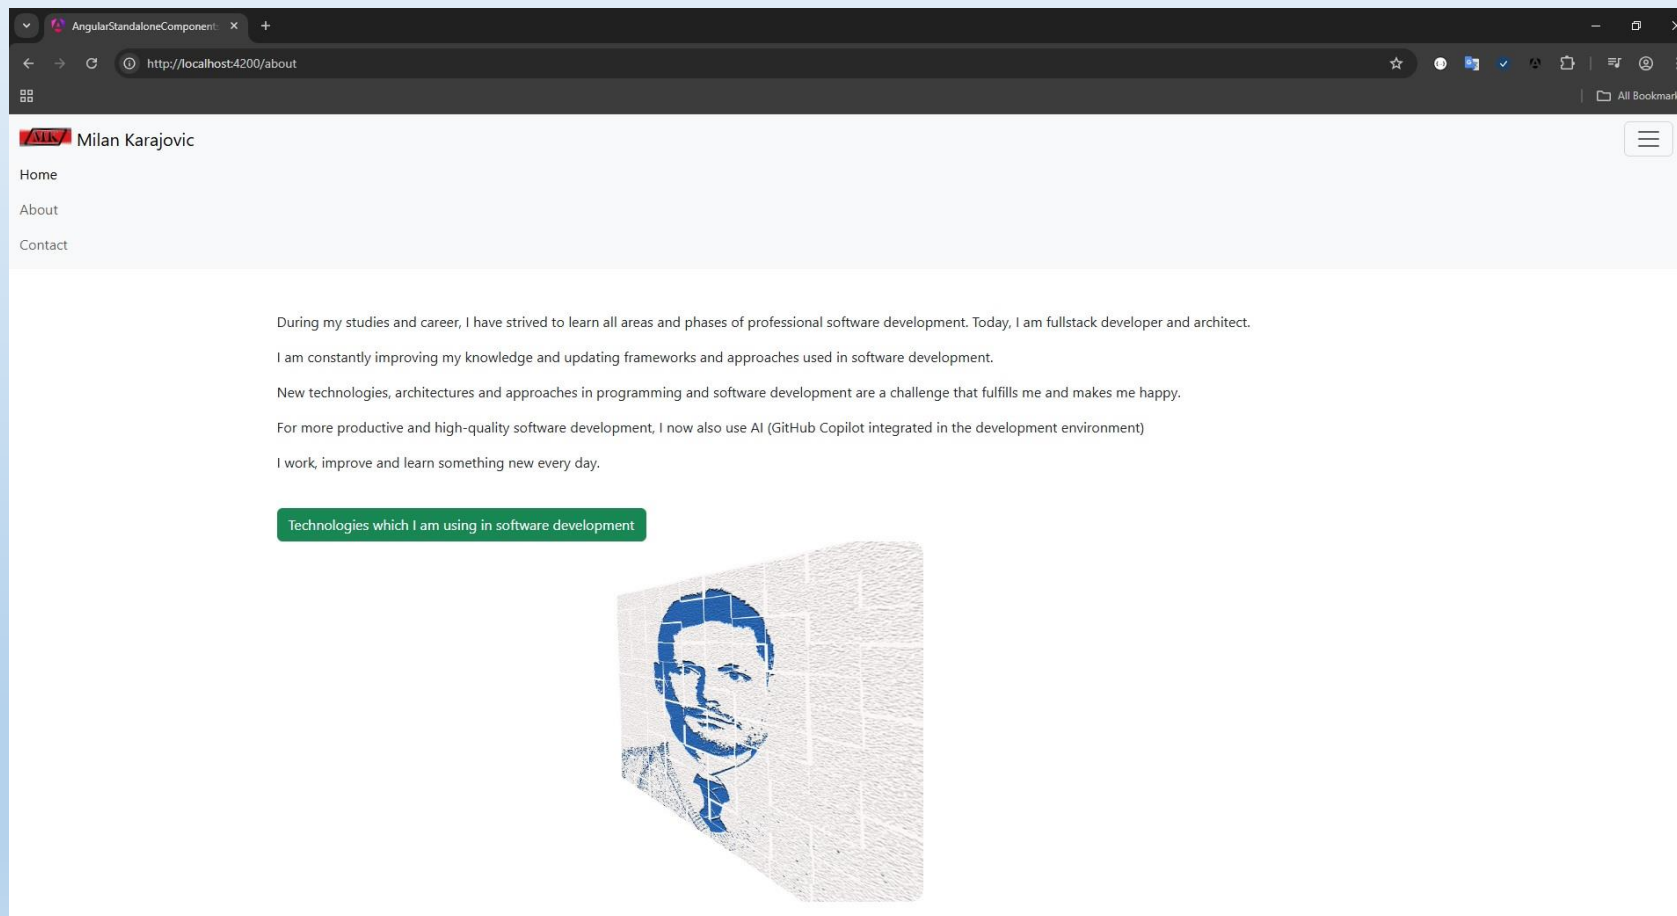 AngularStandaloneComponent
http://localhost:4200/about
All Bookmark
MK Milan Karajovic
Home
About
Contact
During my studies and career, I have strived to learn all areas and phases of professional software development. Today, I am fullstack developer and architect.
I am constantly improving my knowledge and updating frameworks and approaches used in software development.
New technologies, architectures and approaches in programming and software development are a challenge that fulfills me and makes me happy.
For more productive and high-quality software development, I now also use AI (GitHub Copilot integrated in the development environment)
I work, improve and learn something new every day.
Technologies which I am using in software development